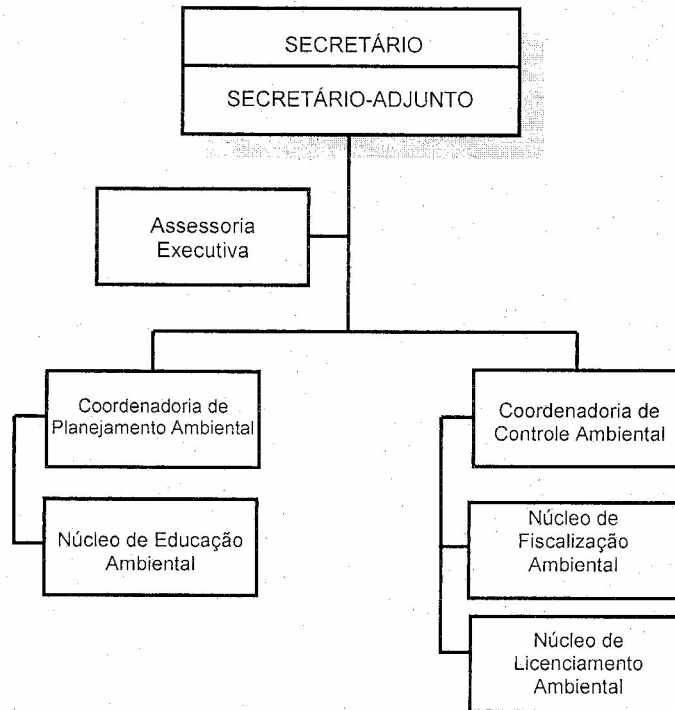 SECRETÁRIO
SECRETÁRIO-ADJUNTO
Assessoria
Executiva
Coordenadoria de
Planejamento Ambiental
Coordenadoria de
Controle Ambiental
Núcleo de Educação
Ambiental
Núcleo de
Fiscalização
Ambiental
Núcleo de
Licenciamento
Ambiental